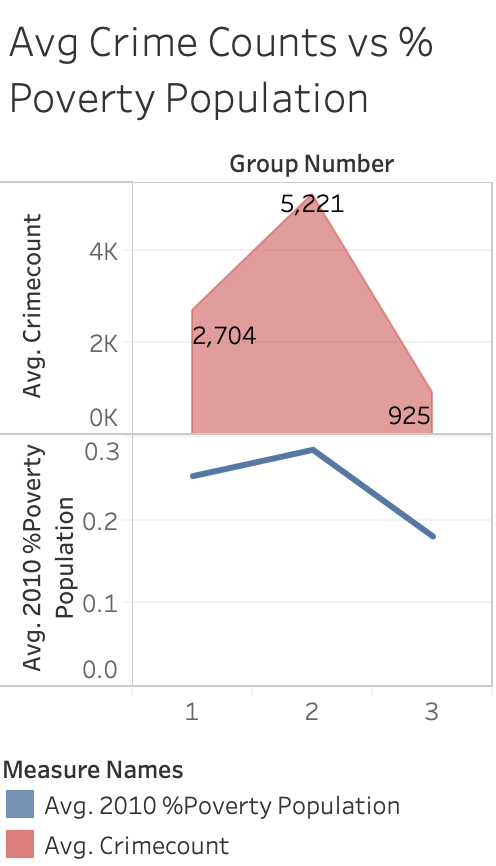 Avg Crime Counts vs %
Poverty Population
Group Number
Avg. Crimecount
4K
2K
0K
5,221
2,704
925
Avg. 2010 %Poverty
Population
0.3
0.2
0.1
0.0
1
2
3
Measure Names
Avg. 2010 %Poverty Population
Avg. Crimecount